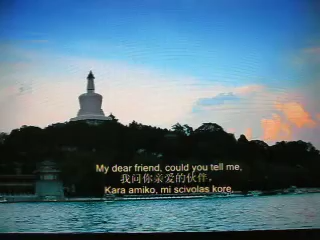 My dear friend, could you tell me,
我问你亲爱的伙伴,
Kara amiko, mi scivolas kore,